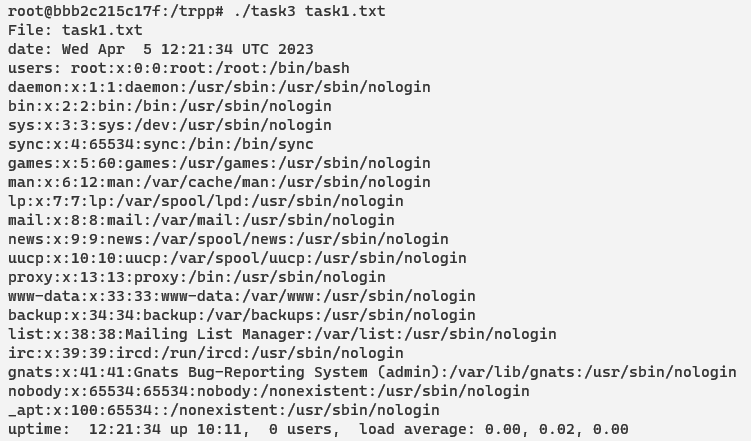 root@bbb2c215c17f:/trpp# ./task3 task1.txt
File: task1.txt
date: Wed Apr  5 12:21:34 UTC 2023
users: root:x:0:0:root:/root:/bin/bash
daemon:x:1:1:daemon:/usr/sbin:/usr/sbin/nologin
bin:x:2:2:bin:/bin:/usr/sbin/nologin
sys:x:3:3:sys:/dev:/usr/sbin/nologin
sync:x:4:65534:sync:/bin:/bin/sync
games:x:5:60:games:/usr/games:/usr/sbin/nologin
man:x:6:12:man:/var/cache/man:/usr/sbin/nologin
lp:x:7:7:lp:/var/spool/lpd:/usr/sbin/nologin
mail:x:8:8:mail:/var/mail:/usr/sbin/nologin
news:x:9:9:news:/var/spool/news:/usr/sbin/nologin
uucp:x:10:10:uucp:/var/spool/uucp:/usr/sbin/nologin
proxy:x:13:13:proxy:/bin:/usr/sbin/nologin
www-data:x:33:33:www-data:/var/www:/usr/sbin/nologin
backup:x:34:34:backup:/var/backups:/usr/sbin/nologin
list:x:38:38:Mailing List Manager:/var/list:/usr/sbin/nologin
irc:x:39:39:ircd:/run/ircd:/usr/sbin/nologin
gnats:x:41:41:Gnats Bug-Reporting System (admin):/var/lib/gnats:/usr/sbin/nologin
nobody:x:65534:65534:nobody:/nonexistent:/usr/sbin/nologin
_apt:x:100:65534::/nonexistent:/usr/sbin/nologin
uptime:  12:21:34 up 10:11,  0 users,  load average: 0.00, 0.02, 0.00